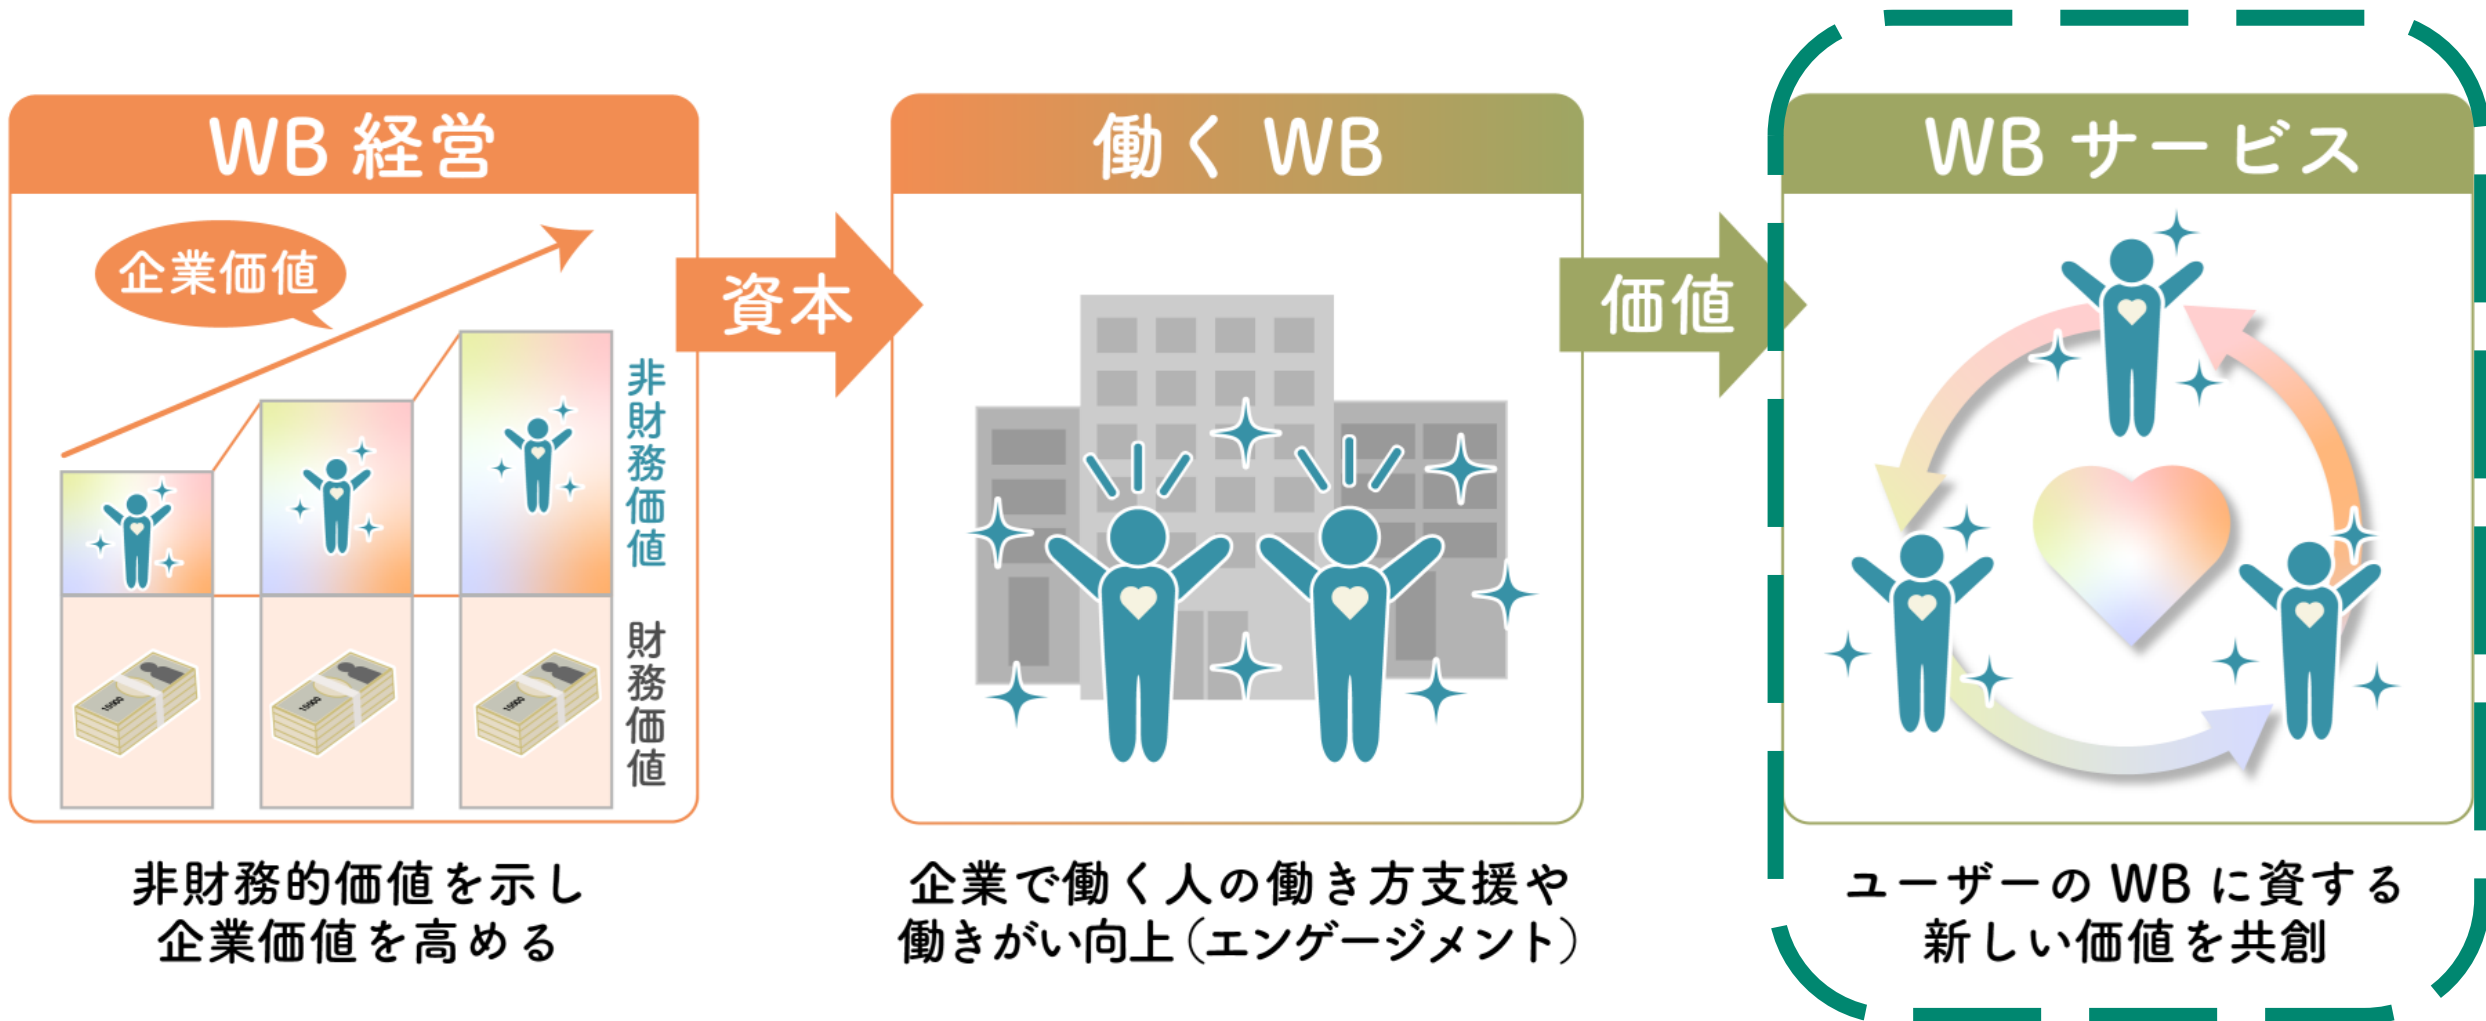 WB 経営
企業価値
非財務価値
財務価値
非財務的価値を示し
企業価値を高める
資本
働く WB
企業で働く人の働き方支援や
働きがい向上（エンゲージメント）
価値
WB サービス
ユーザーの WB に資する
新しい価値を共創